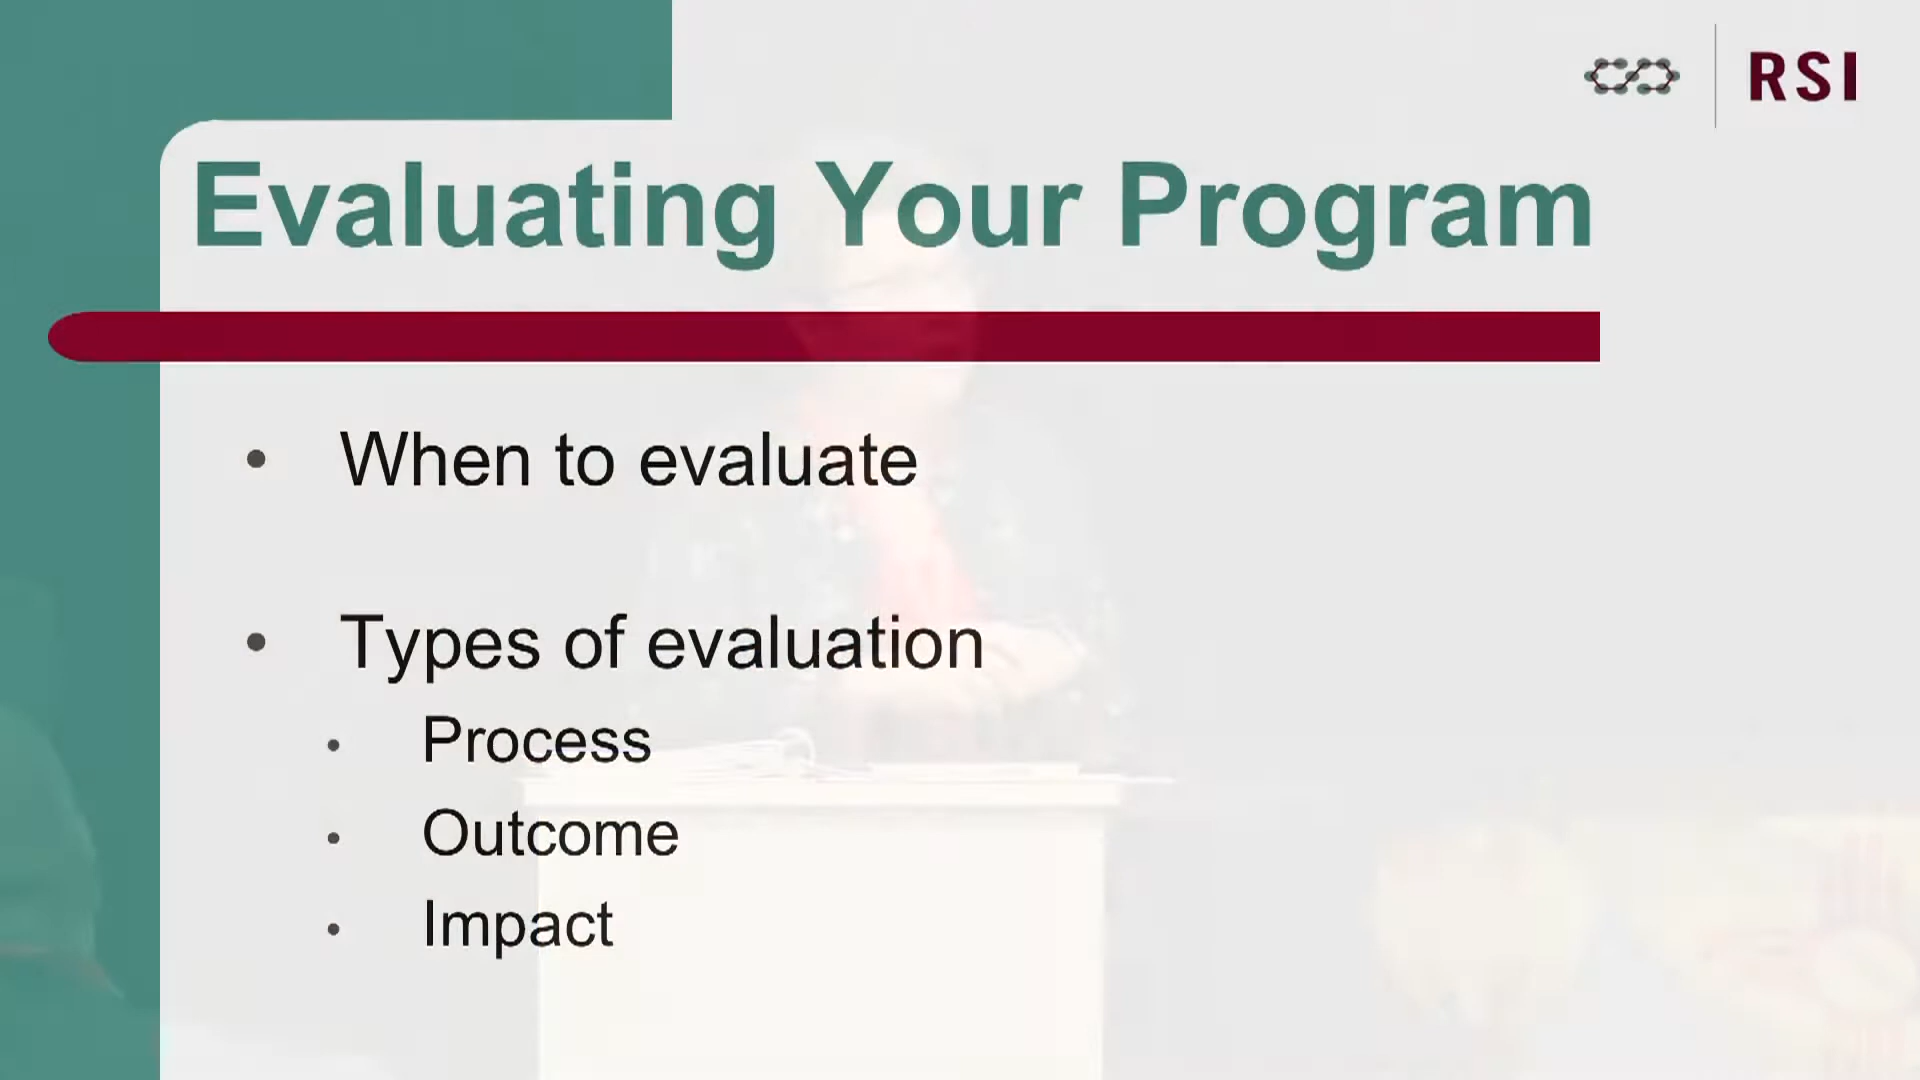 RSI
Evaluating Your Program
• When to evaluate
• Types of evaluation
• Process
• Outcome
• Impact